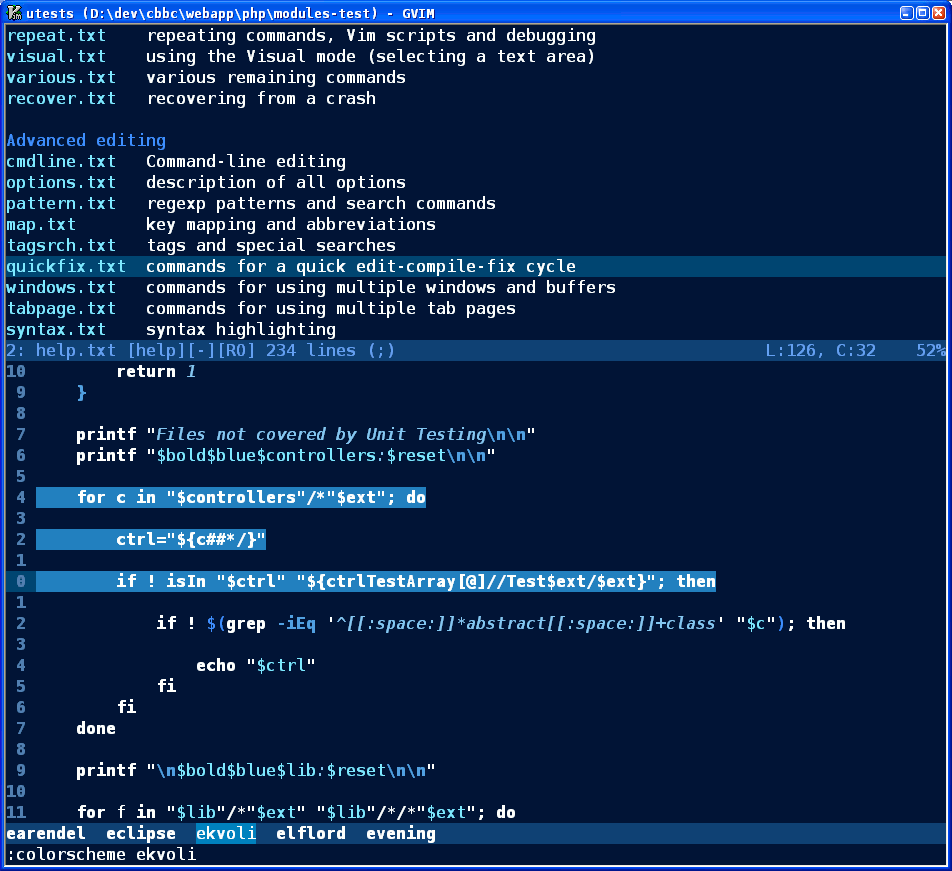 utests (D:\dev\cbbc\webapp\php\modules-test) - GVIM
repeat.txt    repeating commands, Vim scripts and debugging
visual.txt    using the Visual mode (selecting a text area)
various.txt   various remaining commands
recover.txt   recovering from a crash
Advanced editing
cmdline.txt   Command-line editing
options.txt   description of all options
pattern.txt   regexp patterns and search commands
map.txt       key mapping and abbreviations
tagsrch.txt   tags and special searches
quickfix.txt  commands for a quick edit-compile-fix cycle
windows.txt   commands for using multiple windows and buffers
tabpage.txt   commands for using multiple tab pages
syntax.txt    syntax highlighting
2: help.txt [help][-][RO] 234 lines (;)                                     L:126, C:32    52%
10         return 1
 9     }
 8
 7     printf "Files not covered by Unit Testing\n\n"
 6     printf "$bold$blue$controllers:$reset\n\n"
 5
 4     for c in "$controllers"/*"$ext"; do
 3
 2         ctrl="${c##*/}"
 1
 0         if ! isIn "$ctrl" "${ctrlTestArray[@]//Test$ext/$ext}"; then
 1
 2             if ! $(grep -iEq '^[[:space:]]*abstract[[:space:]]+class' "$c"); then
 3
 4                 echo "$ctrl"
 5             fi
 6         fi
 7     done
 8
 9     printf "\n$bold$blue$lib:$reset\n\n"
10
11     for f in "$lib"/*"$ext" "$lib"/*/*"$ext"; do
earendel  eclipse  ekvoli  elflord  evening
:colorscheme ekvoli